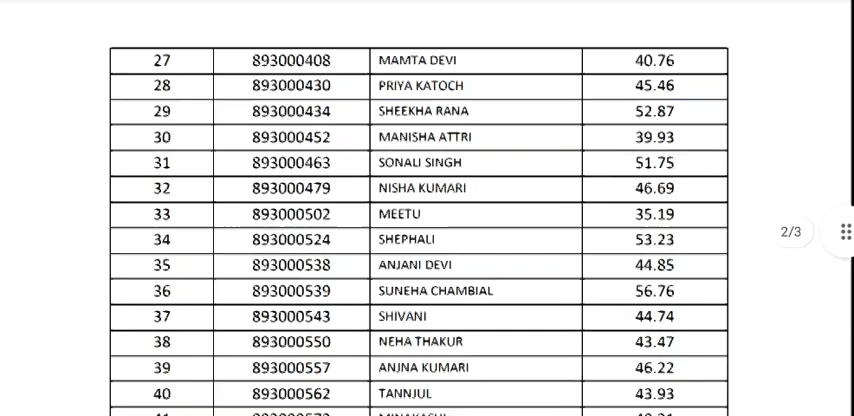 27 893000408 MAMTA DEVI 40.76
28 893000430 PRIYA KATOCH 45.46
29 893000434 SHEEKHA RANA 52.87
30 893000452 MANISHA ATTRI 39.93
31 893000463 SONALI SINGH 51.75
32 893000479 NISHA KUMARI 46.69
33 893000502 MEETU 35.19
34 893000524 SHEPHALI 53.23
2/3
35 893000538 ANJANI DEVI 44.85
36 893000539 SUNEHA CHAMBIAL 56.76
37 893000543 SHIVANI 44.74
38 893000550 NEHA THAKUR 43.47
39 893000557 ANJNA KUMARI 46.22
40 893000562 TANNJUL 43.93